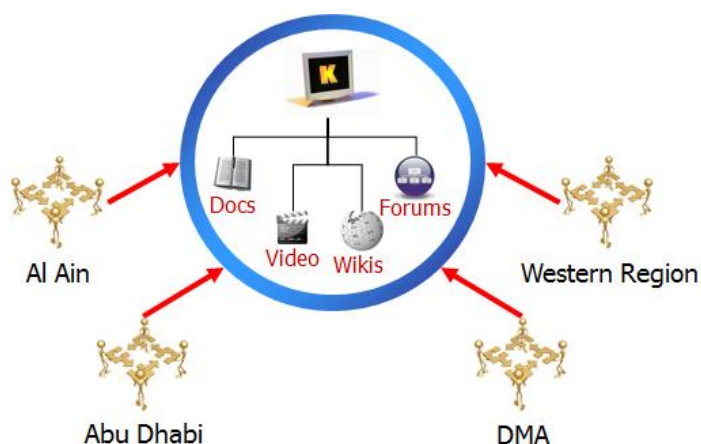 K
Docs
Forums
Video
Wikis
Al Ain
Western Region
Abu Dhabi
DMA